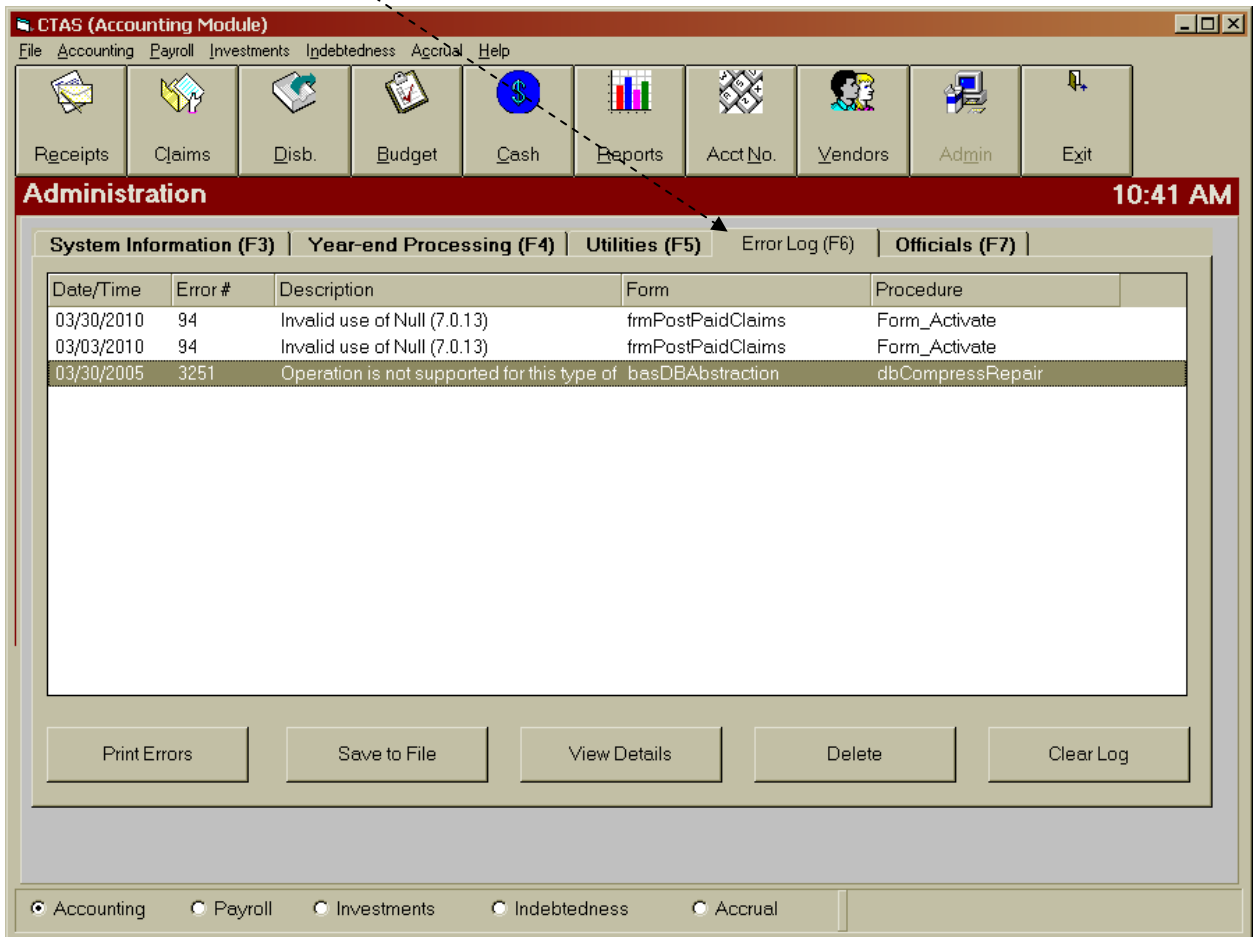 CTAS (Accounting Module)
File Accounting Payroll Investments Indebtedness Accrual Help
Receipts Claims Disb. Budget Cash Reports Acct No. Vendors Admin Exit
Administration 10:41 AM
System Information (F3) Year-end Processing (F4) Utilities (F5) Error Log (F6) Officials (F7)
Date/Time Error # Description Form Procedure
03/30/2010 94 Invalid use of Null (7.0.13) frmPostPaidClaims Form_Activate
03/03/2010 94 Invalid use of Null (7.0.13) frmPostPaidClaims Form_Activate
03/30/2005 3251 Operation is not supported for this type of basDBAbstraction dbCompressRepair
Print Errors Save to File View Details Delete Clear Log
Accounting Payroll Investments Indebtedness Accrual